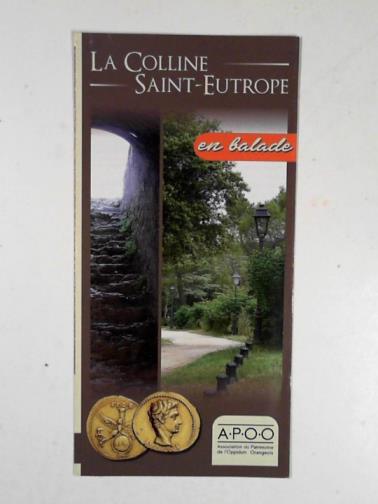 LA COLLINE
SAINT-EUTROPE
en balade
A·P·O·O
Association du Patrimoine
de l'Oppidum Orangeois